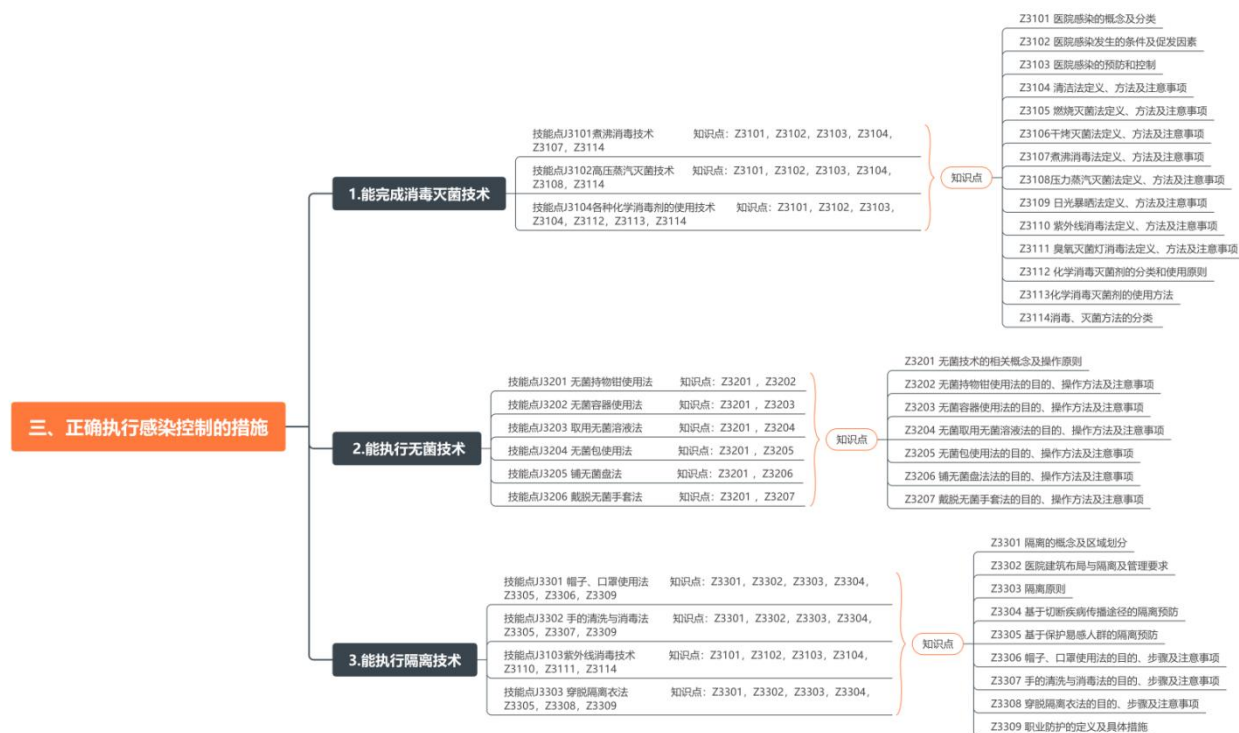 三、正确执行感染控制的措施
1.能完成消毒灭菌技术
技能点J3101煮沸消毒技术 知识点：Z3101，Z3102，Z3103，Z3104，
Z3107，Z3114
技能点J3102高压蒸汽灭菌技术 知识点：Z3101，Z3102，Z3103，Z3104，
Z3108，Z3114
技能点J3104各种化学消毒剂的使用技术 知识点：Z3101，Z3102，Z3103，
Z3104，Z3112，Z3113，Z3114
知识点
Z3101 医院感染的概念及分类
Z3102 医院感染发生的条件及促发因素
Z3103 医院感染的预防和控制
Z3104 清洁法定义、方法及注意事项
Z3105 燃烧灭菌法定义、方法及注意事项
Z3106干烤灭菌法定义、方法及注意事项
Z3107煮沸消毒法定义、方法及注意事项
Z3108压力蒸汽灭菌法定义、方法及注意事项
Z3109 日光暴晒法定义、方法及注意事项
Z3110 紫外线消毒法定义、方法及注意事项
Z3111 臭氧灭菌灯消毒法定义、方法及注意事项
Z3112 化学消毒灭菌剂的分类和使用原则
Z3113化学消毒灭菌剂的使用方法
Z3114消毒、灭菌方法的分类
2.能执行无菌技术
技能点J3201 无菌持物钳使用法 知识点：Z3201 ，Z3202
技能点J3202 无菌容器使用法 知识点：Z3201 ，Z3203
技能点J3203 取用无菌溶液法 知识点：Z3201 ，Z3204
技能点J3204 无菌包使用法 知识点：Z3201 ，Z3205
技能点J3205 铺无菌盘法 知识点：Z3201 ，Z3206
技能点J3206 戴脱无菌手套法 知识点：Z3201 ，Z3207
知识点
Z3201 无菌技术的相关概念及操作原则
Z3202 无菌持物钳使用法的目的、操作方法及注意事项
Z3203 无菌容器使用法的目的、操作方法及注意事项
Z3204 无菌取用无菌溶液法的目的、操作方法及注意事项
Z3205 无菌包使用法的目的、操作方法及注意事项
Z3206 铺无菌盘法法的目的、操作方法及注意事项
Z3207 戴脱无菌手套法的目的、操作方法及注意事项
3.能执行隔离技术
技能点J3301 帽子、口罩使用法 知识点：Z3301，Z3302，Z3303，Z3304，
Z3305，Z3306，Z3309
技能点J3302 手的清洗与消毒法 知识点：Z3301，Z3302，Z3303，Z3304，
Z3305，Z3307，Z3309
技能点J3103紫外线消毒技术 知识点：Z3101，Z3102，Z3103，Z3104，
Z3110，Z3111，Z3114
技能点J3303 穿脱隔离衣法 知识点：Z3301，Z3302，Z3303，Z3304，
Z3305，Z3308，Z3309
知识点
Z3301 隔离的概念及区域划分
Z3302 医院建筑布局与隔离及管理要求
Z3303 隔离原则
Z3304 基于切断疾病传播途径的隔离预防
Z3305 基于保护易感人群的隔离预防
Z3306 帽子、口罩使用法的目的、步骤及注意事项
Z3307 手的清洗与消毒法的目的、步骤及注意事项
Z3308 穿脱隔离衣法的目的、步骤及注意事项
Z3309 职业防护的定义及具体措施